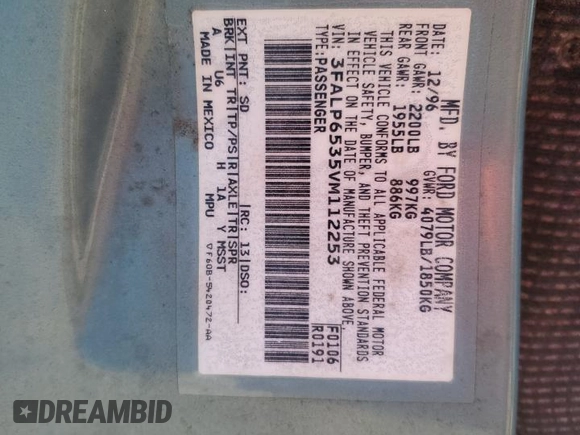 MFD. BY FORD MOTOR COMPANY
DATE: 12/96 GVWR: 4079LB/1850KG
FRONT GAWR: 2200LB 997KG
REAR GAWR: 1955LB 886KG
THIS VEHICLE CONFORMS TO ALL APPLICABLE FEDERAL MOTOR
VEHICLE SAFETY, BUMPER, AND THEFT PREVENTION STANDARDS
IN EFFECT ON THE DATE OF MANUFACTURE SHOWN ABOVE.
VIN: 3FALP6535VM112253 F0106
TYPE: PASSENGER R0191
EXT PNT: SD RC: 13 DSO:
BRK INT TR TP/PS R AXLE TR SPR
A U6 H 1A Y MSST
MADE IN MEXICO MPU ▽F60B-5420472-AA
DREAMBID